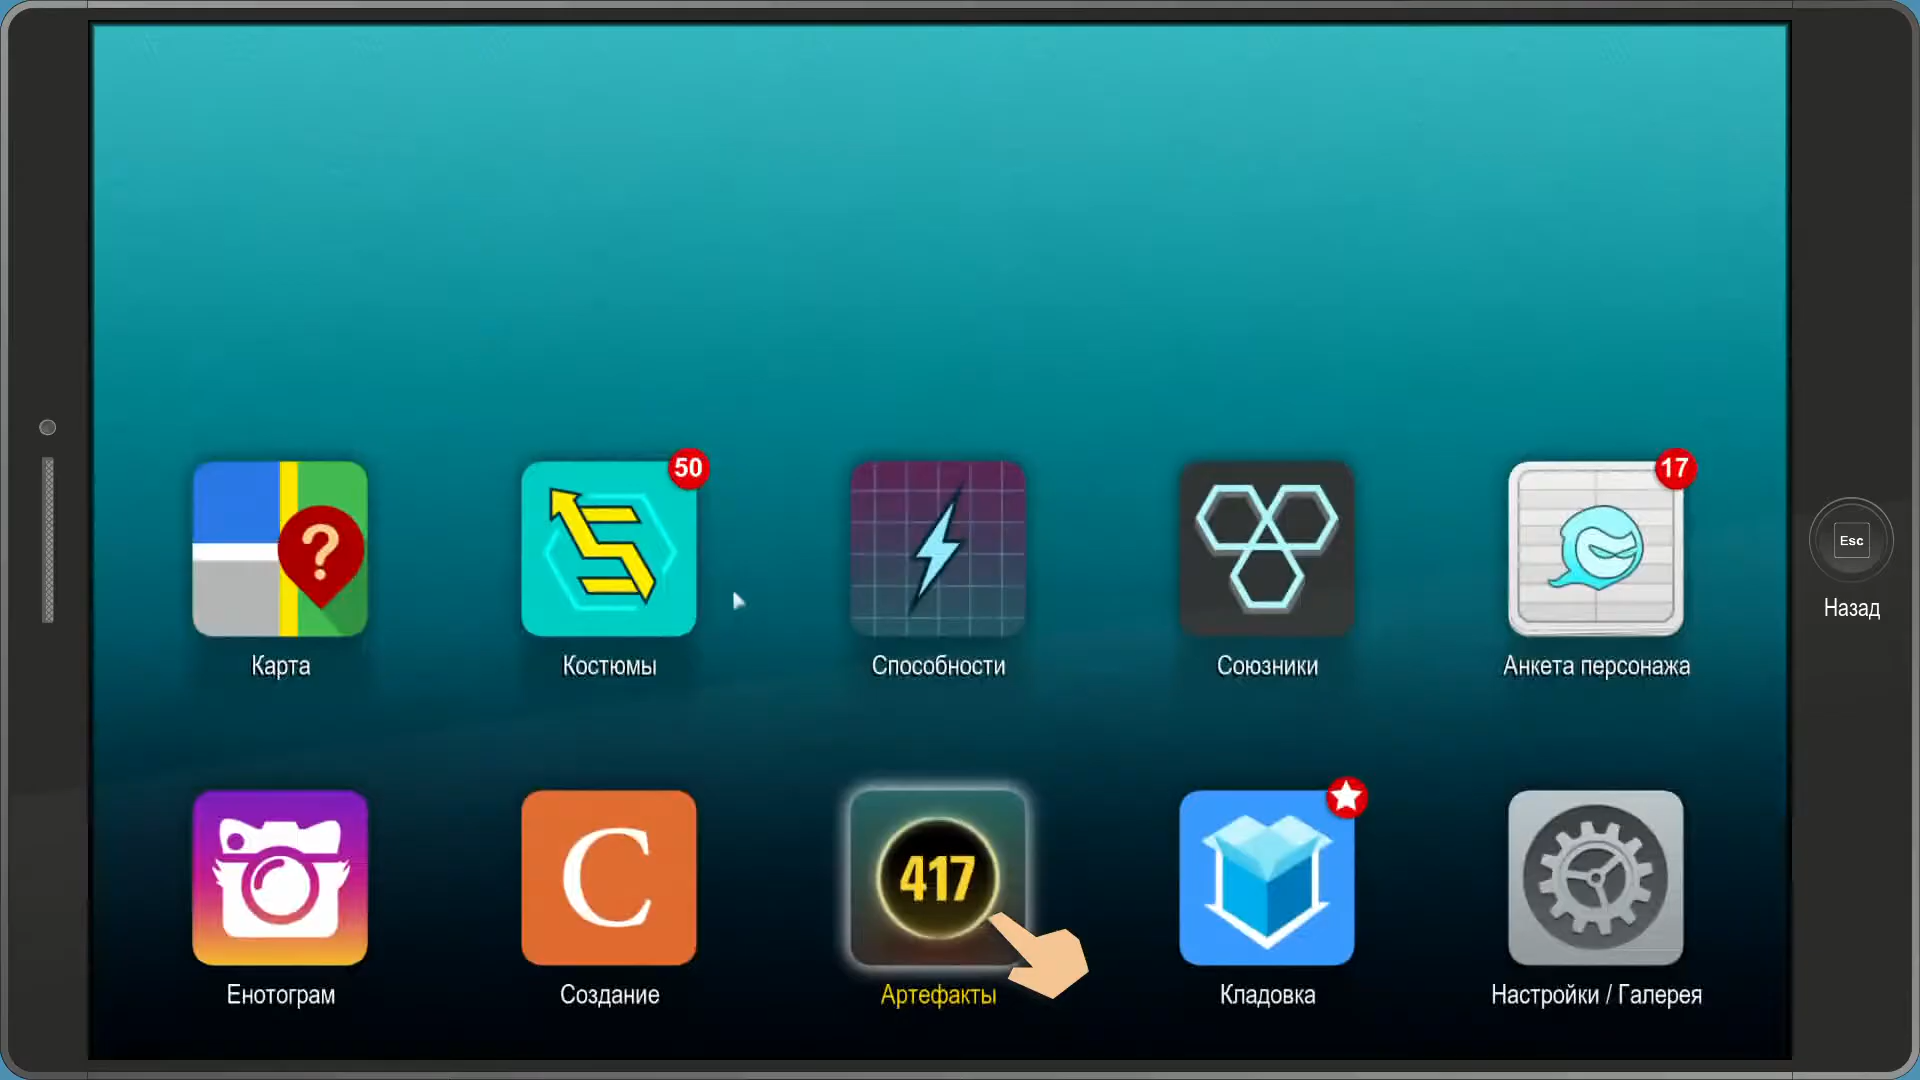 50
17
Карта
Костюмы
Способности
Союзники
Анкета персонажа
Esc
Назад
C
417
Енотограм
Создание
Артефакты
Кладовка
Настройки / Галерея